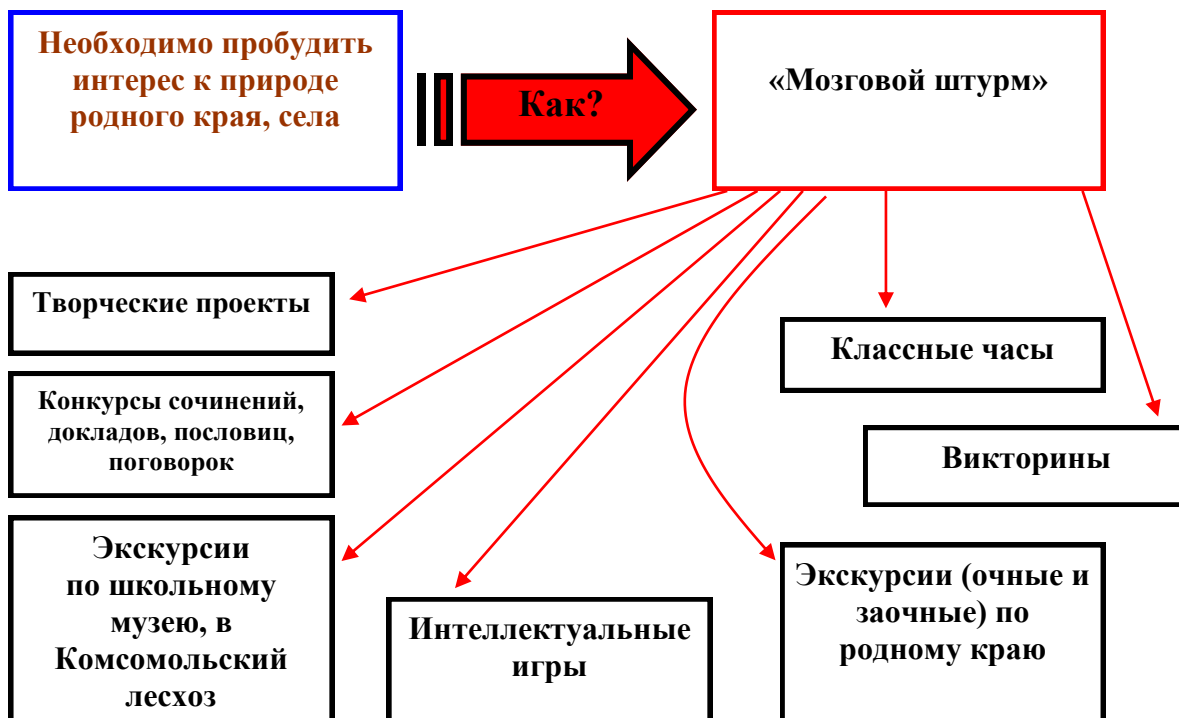 Необходимо пробудить
интерес к природе
родного края, села
Как?
«Мозговой штурм»
Творческие проекты
Конкурсы сочинений,
докладов, пословиц,
поговорок
Экскурсии
по школьному
музею, в
Комсомольский
лесхоз
Интеллектуальные
игры
Экскурсии (очные и
заочные) по
родному краю
Классные часы
Викторины